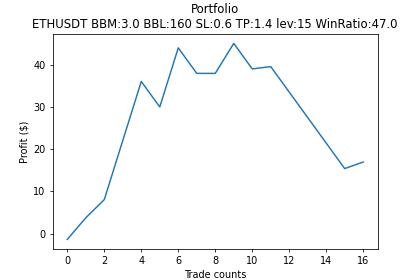 Portfolio
ETHUSDT BBM:3.0 BBL:160 SL:0.6 TP:1.4 lev:15 WinRatio:47.0
40
30
20
10
0
Profit ($)
0 2 4 6 8 10 12 14 16
Trade counts